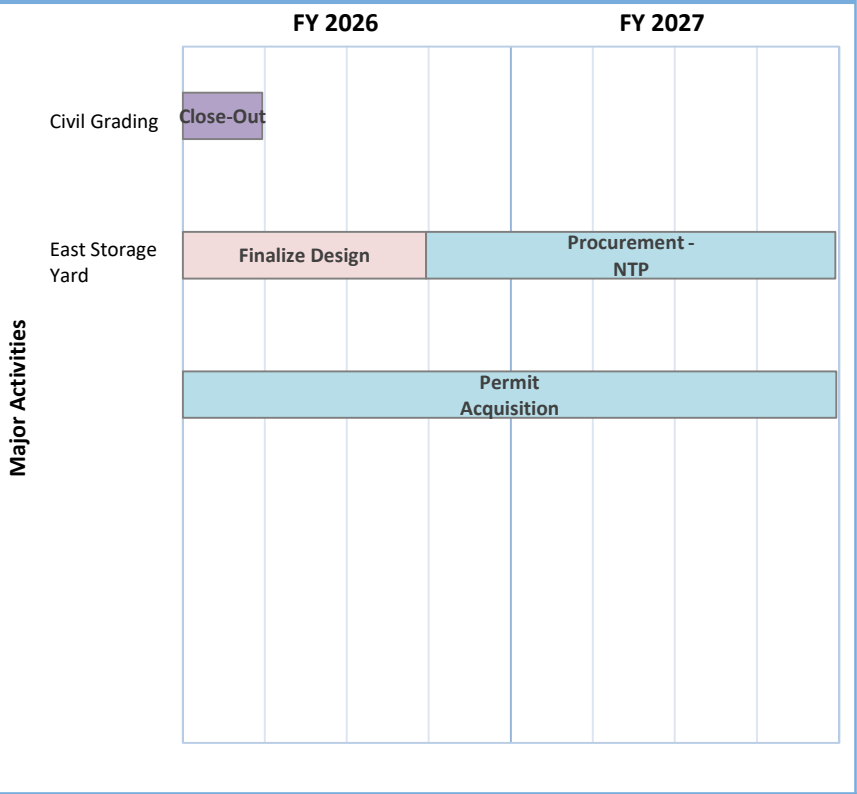 FY 2026
FY 2027
Civil Grading
Close-Out
East Storage
Yard
Finalize Design
Procurement -
NTP
Permit
Acquisition
Major Activities